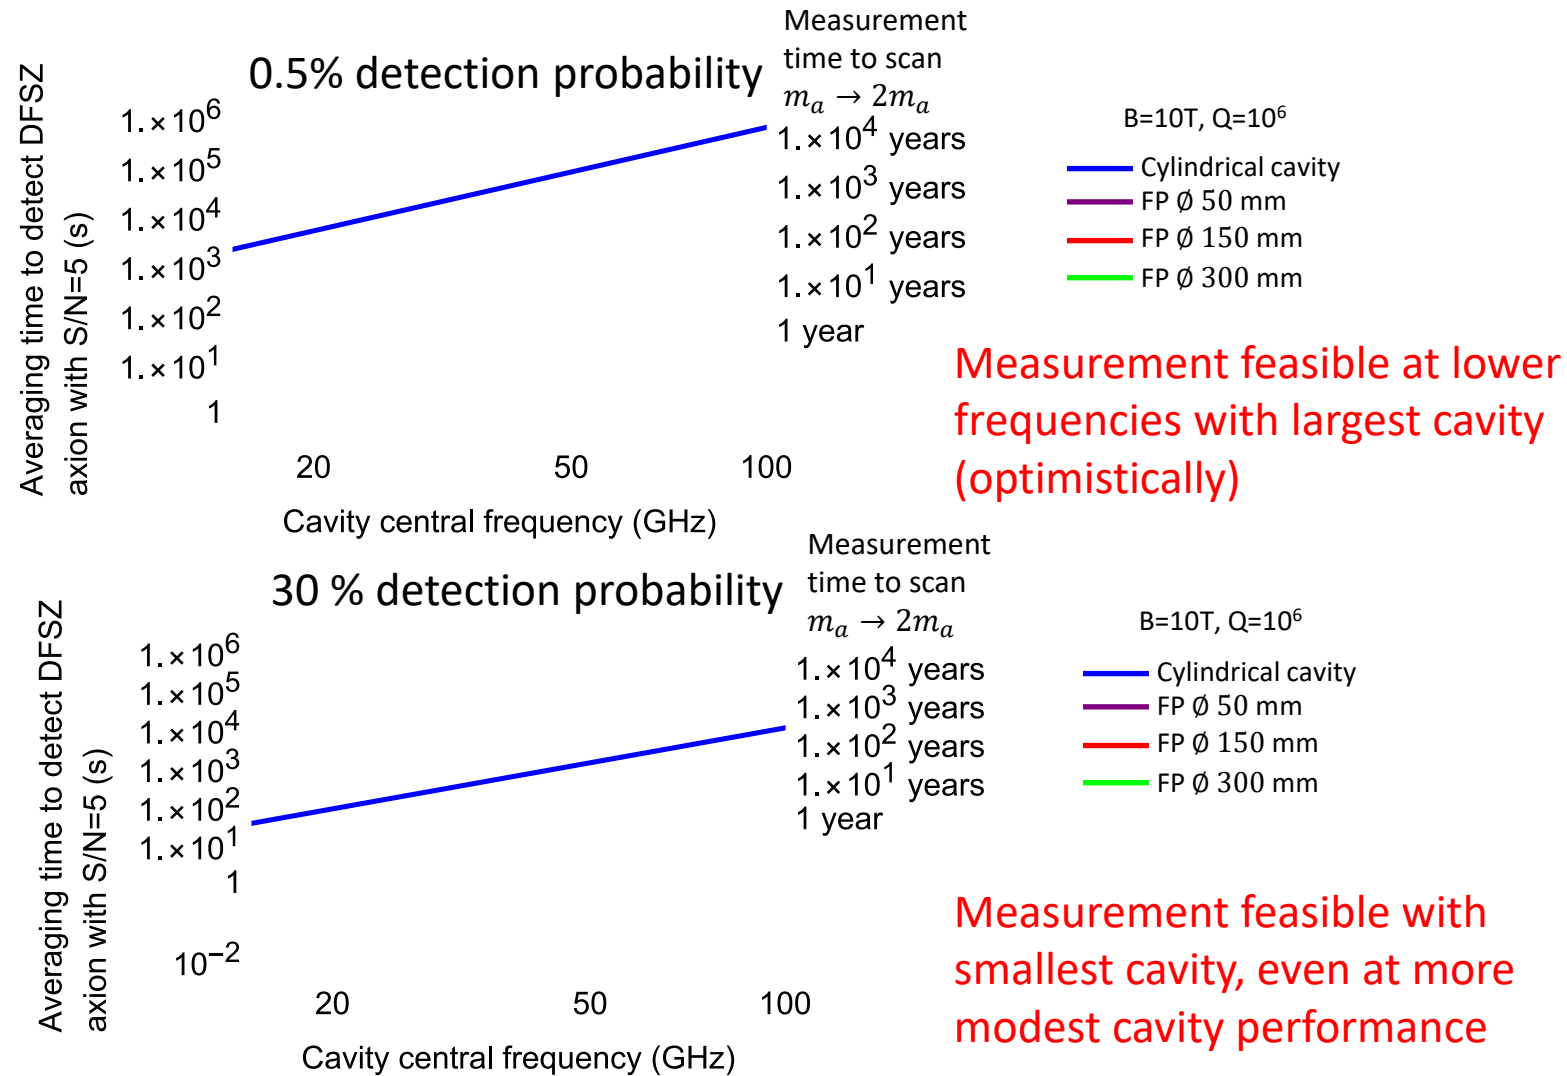 0.5% detection probability
Measurement
time to scan
mₐ → 2mₐ
Averaging time to detect DFSZ
axion with S/N=5 (s)
1.×10⁶
1.×10⁵
1.×10⁴
1.×10³
1.×10²
1.×10¹
1
1.×10⁴ years
1.×10³ years
1.×10² years
1.×10¹ years
1 year
20 50 100
Cavity central frequency (GHz)
B=10T, Q=10⁶
Cylindrical cavity
FP Ø 50 mm
FP Ø 150 mm
FP Ø 300 mm
Measurement feasible at lower
frequencies with largest cavity
(optimistically)
30 % detection probability
Measurement
time to scan
mₐ → 2mₐ
Averaging time to detect DFSZ
axion with S/N=5 (s)
1.×10⁶
1.×10⁵
1.×10⁴
1.×10³
1.×10²
1.×10¹
1
10⁻²
1.×10⁴ years
1.×10³ years
1.×10² years
1.×10¹ years
1 year
20 50 100
Cavity central frequency (GHz)
B=10T, Q=10⁶
Cylindrical cavity
FP Ø 50 mm
FP Ø 150 mm
FP Ø 300 mm
Measurement feasible with
smallest cavity, even at more
modest cavity performance